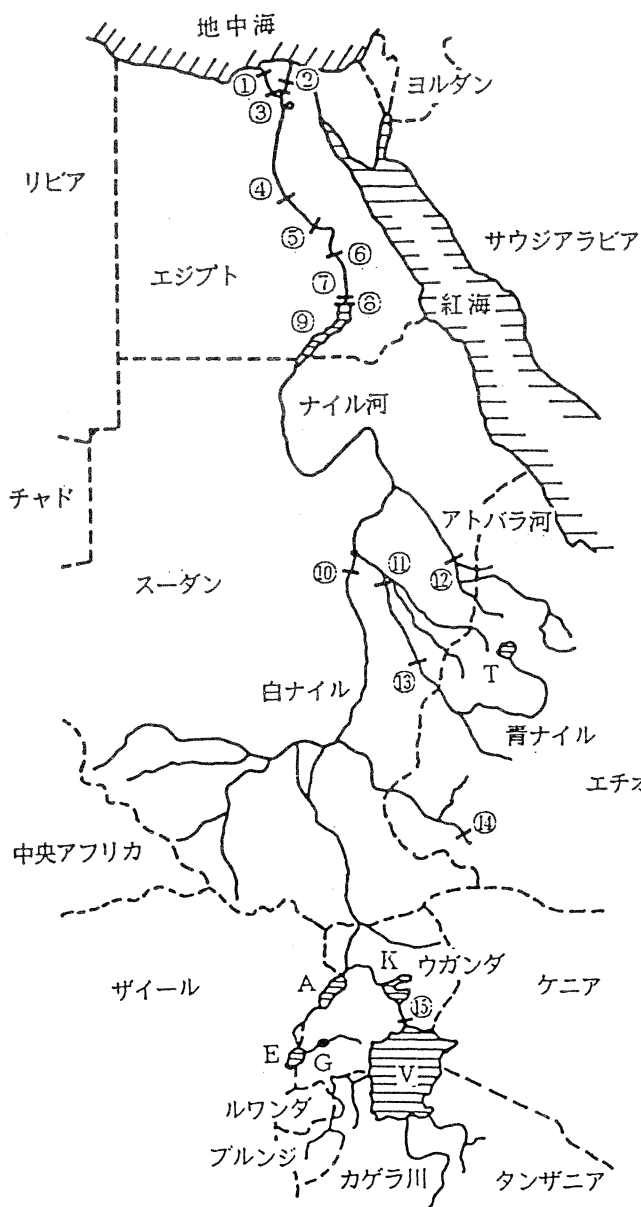 地中海
①
②
③
ヨルダン
リビア
④
⑤
サウジアラビア
⑥
エジプト
⑦
⑧
紅海
⑨
ナイル河
チャド
アトバラ河
スーダン
⑩
⑪
⑫
T
⑬
白ナイル
青ナイル
エチオ
⑭
中央アフリカ
K
ウガンダ
ザイール
A
ケニア
⑮
E
G
V
ルワンダ
ブルンジ
カゲラ川
タンザニア